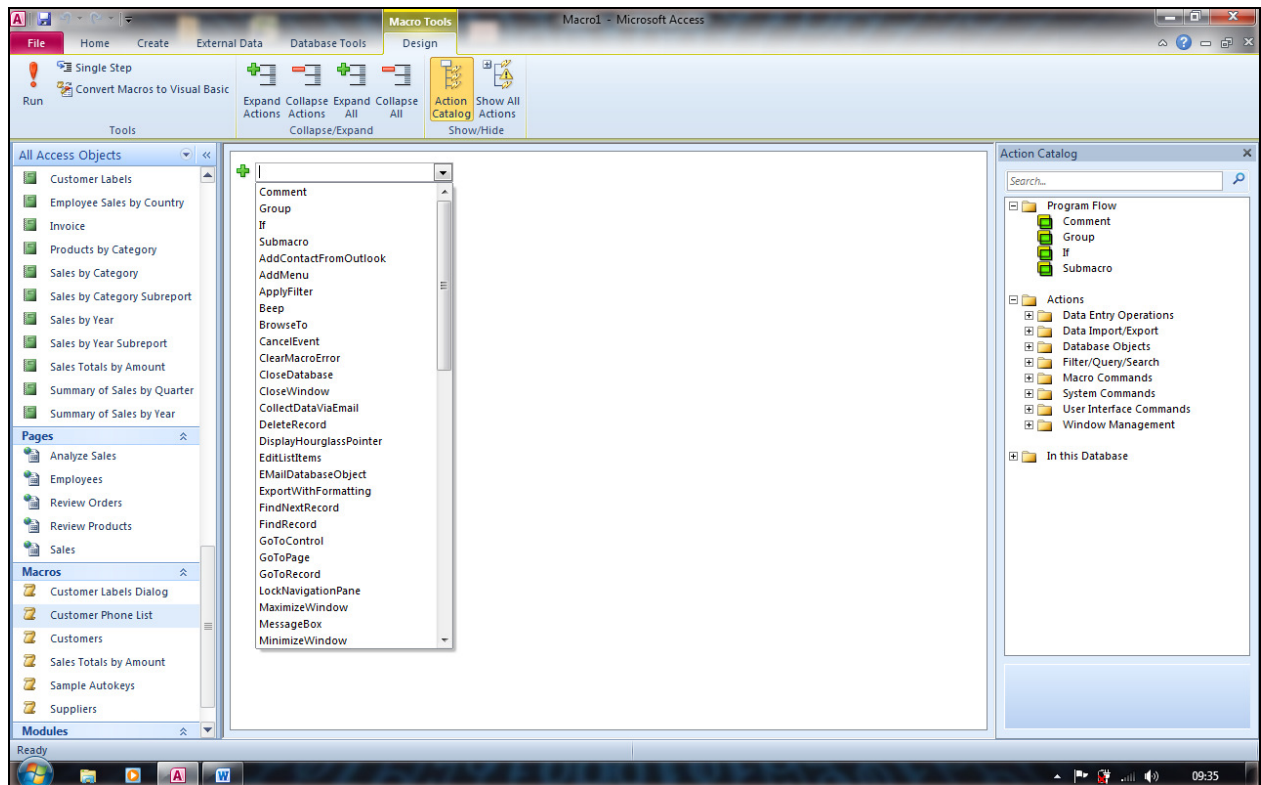 Macro Tools
Macro1 - Microsoft Access
File Home Create External Data Database Tools Design
Run
Single Step
Convert Macros to Visual Basic
Tools
Expand Actions
Collapse Actions
Expand All
Collapse All
Collapse/Expand
Action Catalog
Show All Actions
Show/Hide
All Access Objects
Customer Labels
Employee Sales by Country
Invoice
Products by Category
Sales by Category
Sales by Category Subreport
Sales by Year
Sales by Year Subreport
Sales Totals by Amount
Summary of Sales by Quarter
Summary of Sales by Year
Pages
Analyze Sales
Employees
Review Orders
Review Products
Sales
Macros
Customer Labels Dialog
Customer Phone List
Customers
Sales Totals by Amount
Sample Autokeys
Suppliers
Modules
Comment
Group
If
Submacro
AddContactFromOutlook
AddMenu
ApplyFilter
Beep
BrowseTo
CancelEvent
ClearMacroError
CloseDatabase
CloseWindow
CollectDataViaEmail
DeleteRecord
DisplayHourglassPointer
EditListItems
EMailDatabaseObject
ExportWithFormatting
FindNextRecord
FindRecord
GoToControl
GoToPage
GoToRecord
LockNavigationPane
MaximizeWindow
MessageBox
MinimizeWindow
Action Catalog
Search...
Program Flow
Comment
Group
If
Submacro
Actions
Data Entry Operations
Data Import/Export
Database Objects
Filter/Query/Search
Macro Commands
System Commands
User Interface Commands
Window Management
In this Database
Ready
09:35